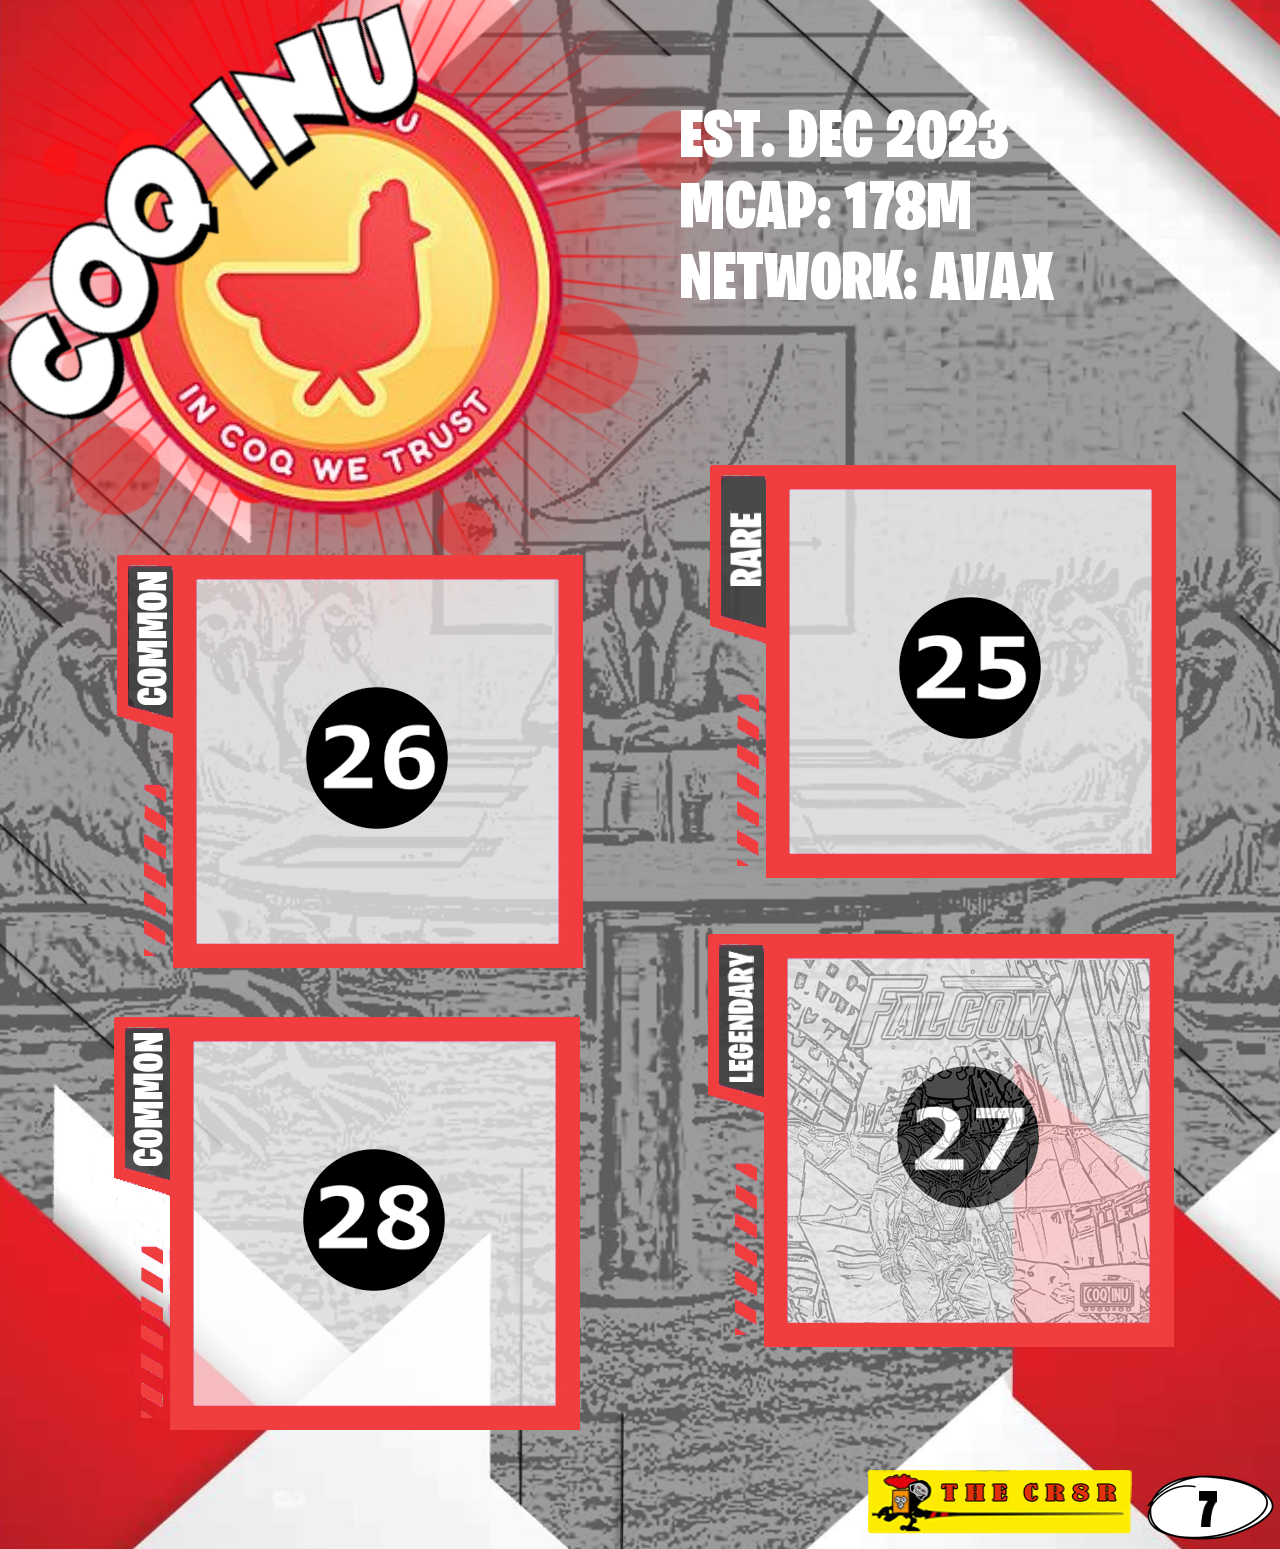 COQ INU
IN COQ WE TRUST
EST. DEC 2023
MCAP: 178M
NETWORK: AVAX
RARE
25
COMMON
26
LEGENDARY
FALCON
27
COQ INU
COMMON
28
THE CR8R
7